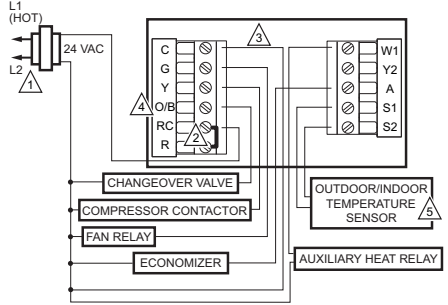 L1
(HOT)
24 VAC
L2
1
C
G
Y
O/B
RC
R
3
4
2
W1
Y2
A
S1
S2
CHANGEOVER VALVE
COMPRESSOR CONTACTOR
FAN RELAY
ECONOMIZER
OUTDOOR/INDOOR
TEMPERATURE
SENSOR
5
AUXILIARY HEAT RELAY